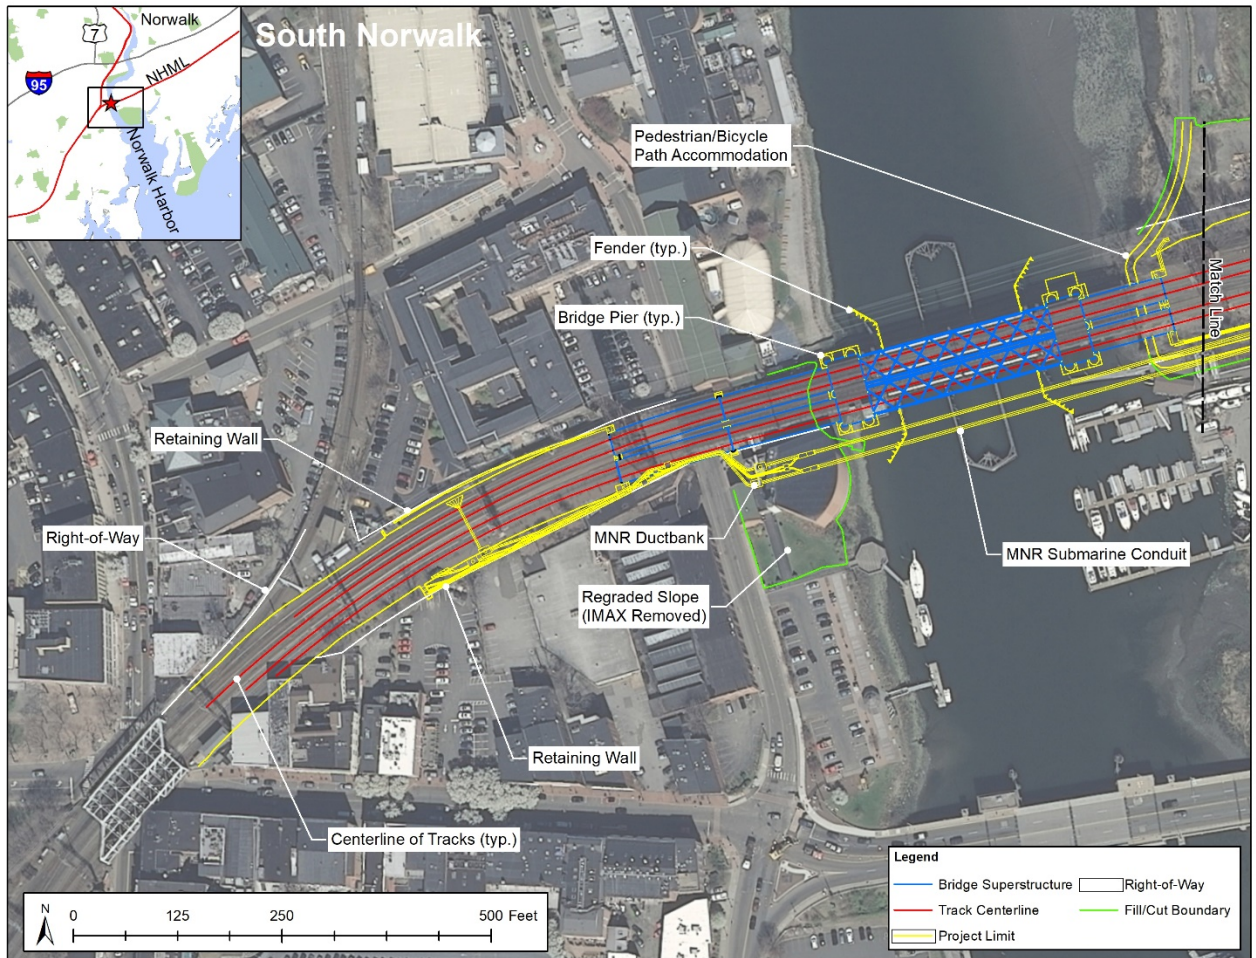 South Norwalk
Norwalk
7
95
NHML
Norwalk Harbor
Pedestrian/Bicycle
Path Accommodation
Fender (typ.)
Bridge Pier (typ.)
Match Line
Retaining Wall
Right-of-Way
MNR Ductbank
MNR Submarine Conduit
Regraded Slope
(IMAX Removed)
Retaining Wall
Centerline of Tracks (typ.)
N
0 125 250 500 Feet
Legend
Bridge Superstructure
Right-of-Way
Track Centerline
Fill/Cut Boundary
Project Limit